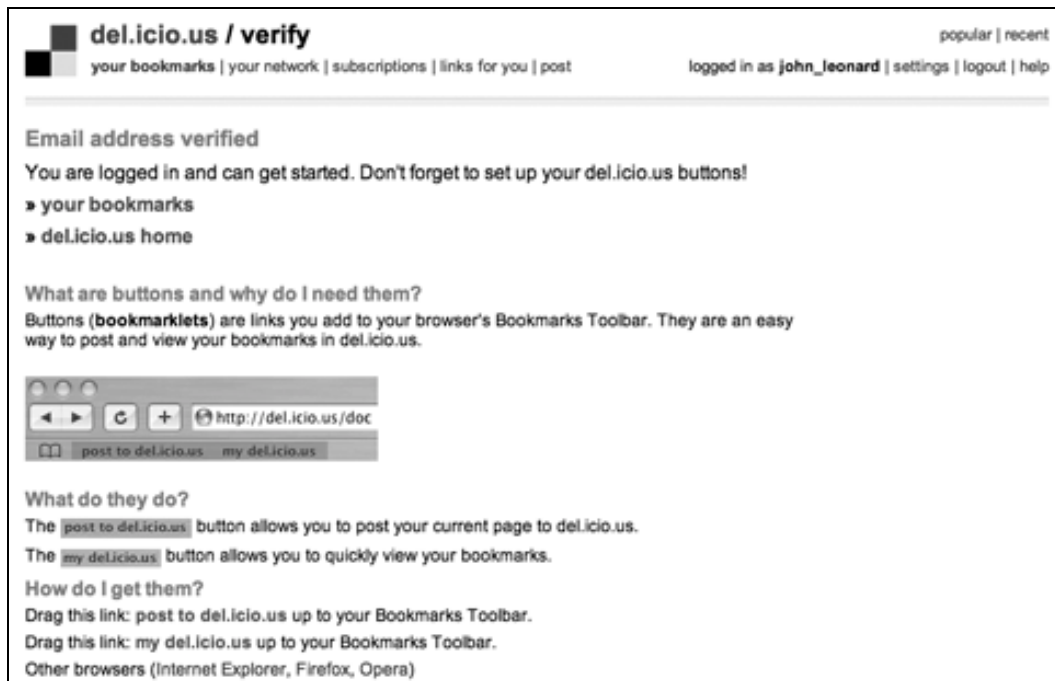 del.icio.us / verify
popular | recent
your bookmarks | your network | subscriptions | links for you | post
logged in as john_leonard | settings | logout | help
Email address verified
You are logged in and can get started. Don't forget to set up your del.icio.us buttons!
» your bookmarks
» del.icio.us home
What are buttons and why do I need them?
Buttons (bookmarklets) are links you add to your browser's Bookmarks Toolbar. They are an easy
way to post and view your bookmarks in del.icio.us.
http://del.icio.us/doc
post to del.icio.us my del.icio.us
What do they do?
The post to del.icio.us button allows you to post your current page to del.icio.us.
The my del.icio.us button allows you to quickly view your bookmarks.
How do I get them?
Drag this link: post to del.icio.us up to your Bookmarks Toolbar.
Drag this link: my del.icio.us up to your Bookmarks Toolbar.
Other browsers (Internet Explorer, Firefox, Opera)